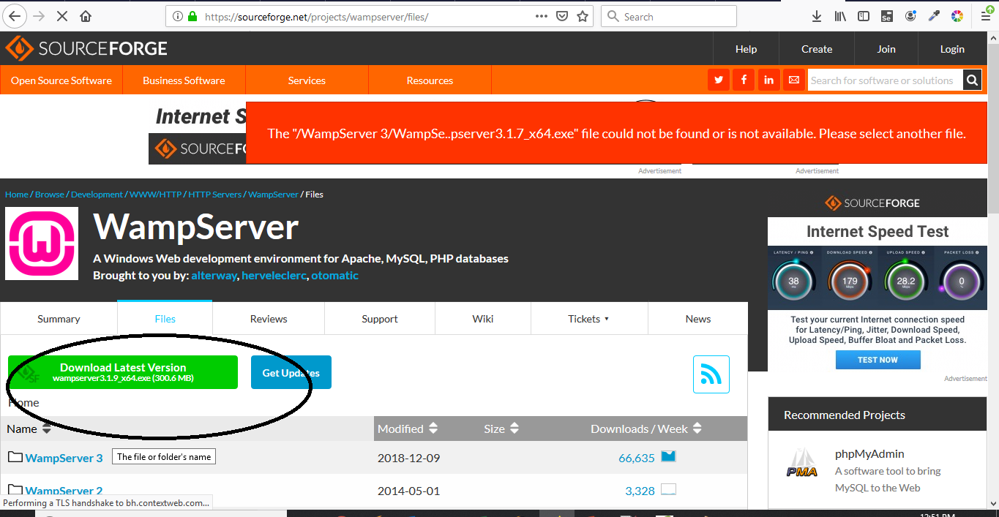 https://sourceforge.net/projects/wampserver/files/
Search
SOURCEFORGE
Help
Create
Join
Login
Open Source Software
Business Software
Services
Resources
Search for software or solutions
Internet S
SOURCEF
The "/WampServer 3/WampSe..pserver3.1.7_x64.exe" file could not be found or is not available. Please select another file.
Advertisement
Advertisement
Home / Browse / Development / WWW/HTTP / HTTP Servers / WampServer / Files
WampServer
A Windows Web development environment for Apache, MySQL, PHP databases
Brought to you by: alterway, herveleclerc, otomatic
SOURCEFORGE
Internet Speed Test
LATENCY / PING
DOWNLOAD SPEED
UPLOAD SPEED
PACKET LOSS
38
ms
179
Mbps
28.2
Mbps
0
%
Test your current Internet connection speed
for Latency/Ping, Jitter, Download Speed,
Upload Speed, Buffer Bloat and Packet Loss.
TEST NOW
Advertisement
Summary
Files
Reviews
Support
Wiki
Tickets
News
Download Latest Version
wampserver3.1.9_x64.exe (300.6 MB)
SF
Get Updates
Home
Name
Modified
Size
Downloads / Week
WampServer 3
The file or folder's name
2018-12-09
66,635
WampServer 2
2014-05-01
3,328
Recommended Projects
PMA
phpMyAdmin
A software tool to bring
MySQL to the Web
Performing a TLS handshake to bh.contextweb.com...
12:51 PM